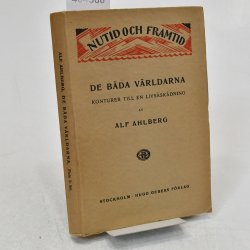 NUTID OCH FRAMTID
DE BÅDA VÄRLDARNA
KONTURER TILL EN LIVSÅSKÅDNING
AV
ALF AHLBERG
STOCKHOLM · HUGO GEBERS FÖRLAG
ALF AHLBERG, DE BÅDA VÄRLDARNA